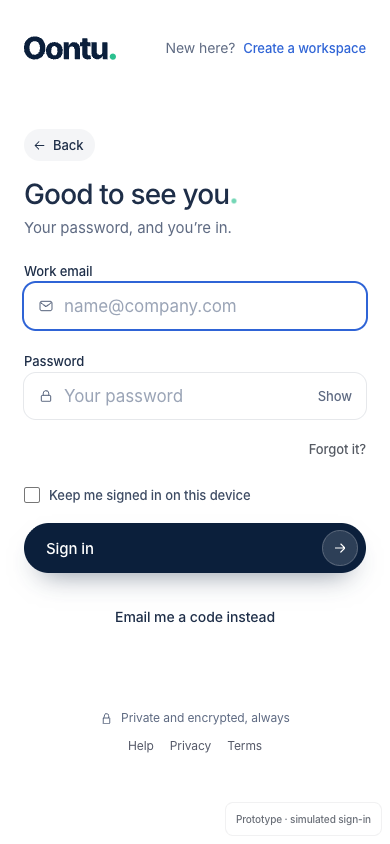 Oontu.
New here? Create a workspace
← Back
Good to see you.
Your password, and you’re in.
Work email
name@company.com
Password
Your password Show
Forgot it?
Keep me signed in on this device
Sign in →
Email me a code instead
Private and encrypted, always
Help Privacy Terms
Prototype · simulated sign-in